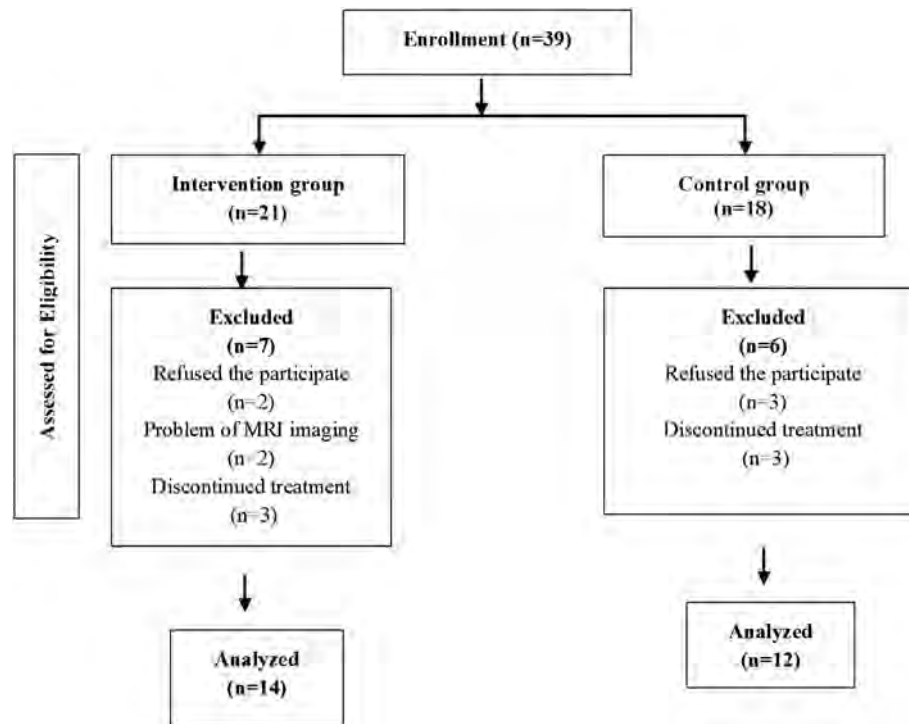 Enrollment (n=39)
Assessed for Eligibility
Intervention group
(n=21)
Control group
(n=18)
Excluded
(n=7)
Refused the participate
(n=2)
Problem of MRI imaging
(n=2)
Discontinued treatment
(n=3)
Excluded
(n=6)
Refused the participate
(n=3)
Discontinued treatment
(n=3)
Analyzed
(n=14)
Analyzed
(n=12)